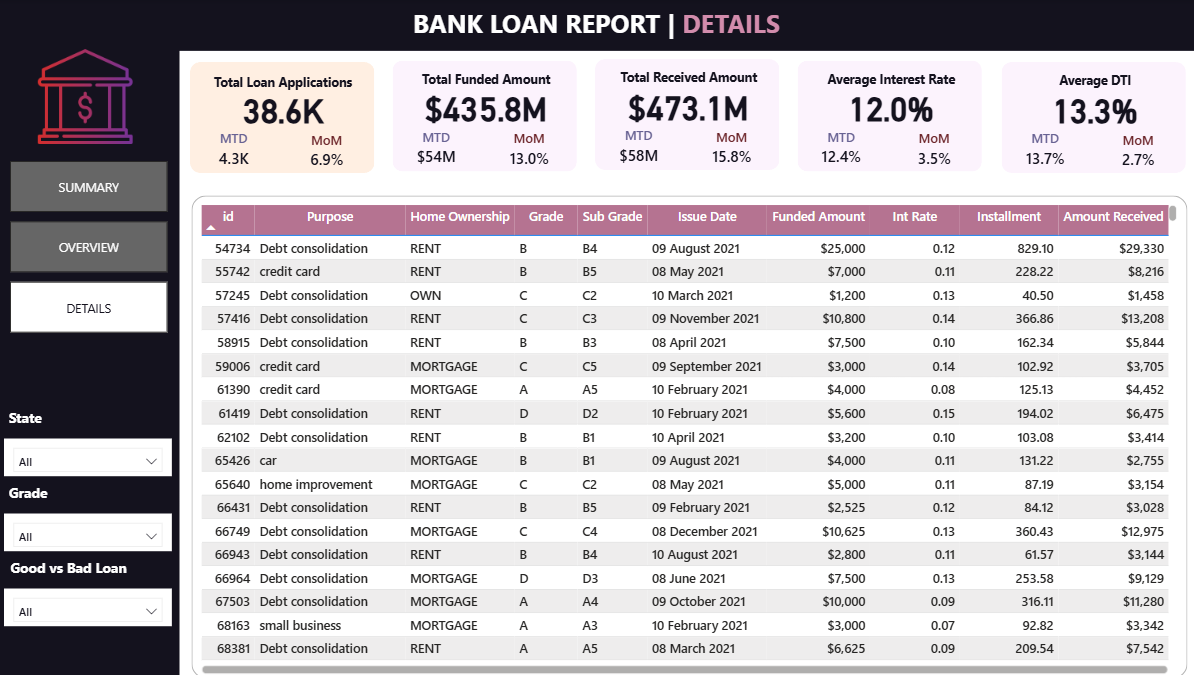 BANK LOAN REPORT | DETAILS
$
SUMMARY
OVERVIEW
DETAILS
State
All
Grade
All
Good vs Bad Loan
All
Total Loan Applications
38.6K
MTD MoM
4.3K 6.9%
Total Funded Amount
$435.8M
MTD MoM
$54M 13.0%
Total Received Amount
$473.1M
MTD MoM
$58M 15.8%
Average Interest Rate
12.0%
MTD MoM
12.4% 3.5%
Average DTI
13.3%
MTD MoM
13.7% 2.7%
id Purpose Home Ownership Grade Sub Grade Issue Date Funded Amount Int Rate Installment Amount Received
54734 Debt consolidation RENT B B4 09 August 2021 $25,000 0.12 829.10 $29,330
55742 credit card RENT B B5 08 May 2021 $7,000 0.11 228.22 $8,216
57245 Debt consolidation OWN C C2 10 March 2021 $1,200 0.13 40.50 $1,458
57416 Debt consolidation RENT C C3 09 November 2021 $10,800 0.14 366.86 $13,208
58915 Debt consolidation RENT B B3 08 April 2021 $7,500 0.10 162.34 $5,844
59006 credit card MORTGAGE C C5 09 September 2021 $3,000 0.14 102.92 $3,705
61390 credit card MORTGAGE A A5 10 February 2021 $4,000 0.08 125.13 $4,452
61419 Debt consolidation RENT D D2 10 February 2021 $5,600 0.15 194.02 $6,475
62102 Debt consolidation RENT B B1 10 April 2021 $3,200 0.10 103.08 $3,414
65426 car MORTGAGE B B1 09 August 2021 $4,000 0.11 131.22 $2,755
65640 home improvement MORTGAGE C C2 08 May 2021 $5,000 0.11 87.19 $3,154
66431 Debt consolidation RENT B B5 09 February 2021 $2,525 0.12 84.12 $3,028
66749 Debt consolidation MORTGAGE C C4 08 December 2021 $10,625 0.13 360.43 $12,975
66943 Debt consolidation RENT B B4 10 August 2021 $2,800 0.11 61.57 $3,144
66964 Debt consolidation MORTGAGE D D3 08 June 2021 $7,500 0.13 253.58 $9,129
67503 Debt consolidation MORTGAGE A A4 09 October 2021 $10,000 0.09 316.11 $11,280
68163 small business MORTGAGE A A3 10 February 2021 $3,000 0.07 92.82 $3,342
68381 Debt consolidation RENT A A5 08 March 2021 $6,625 0.09 209.54 $7,542